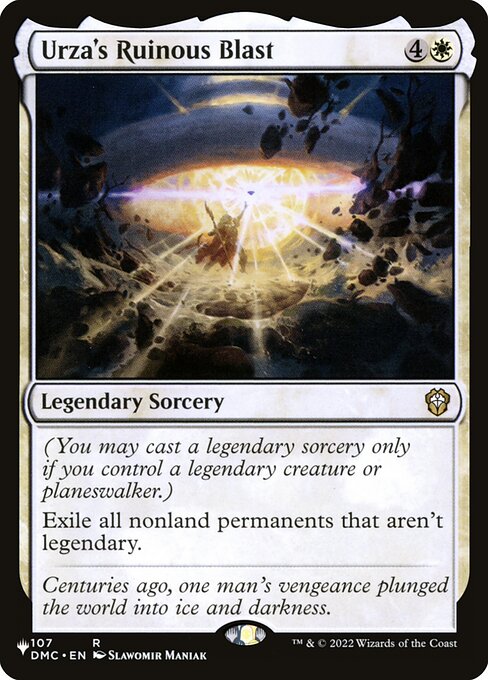 Urza's Ruinous Blast 4
Legendary Sorcery
(You may cast a legendary sorcery only
if you control a legendary creature or
planeswalker.)
Exile all nonland permanents that aren't
legendary.
Centuries ago, one man's vengeance plunged
the world into ice and darkness.
107 R
DMC • EN SLAWOMIR MANIAK
™ & © 2022 Wizards of the Coast